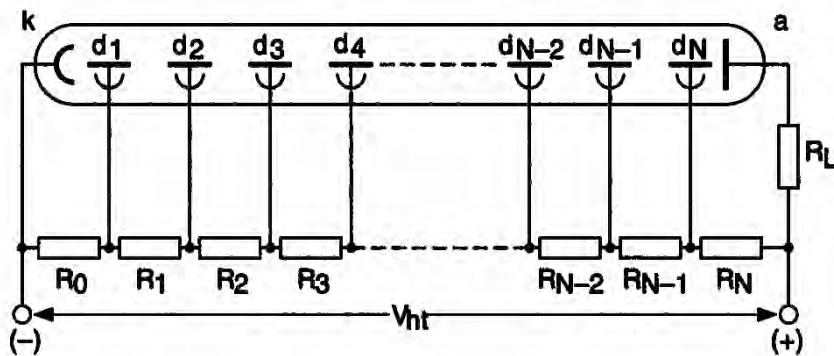 k a
d1 d2 d3 d4 dN–2 dN–1 dN
RL
R0 R1 R2 R3 RN–2 RN–1 RN
Vht
(–) (+)